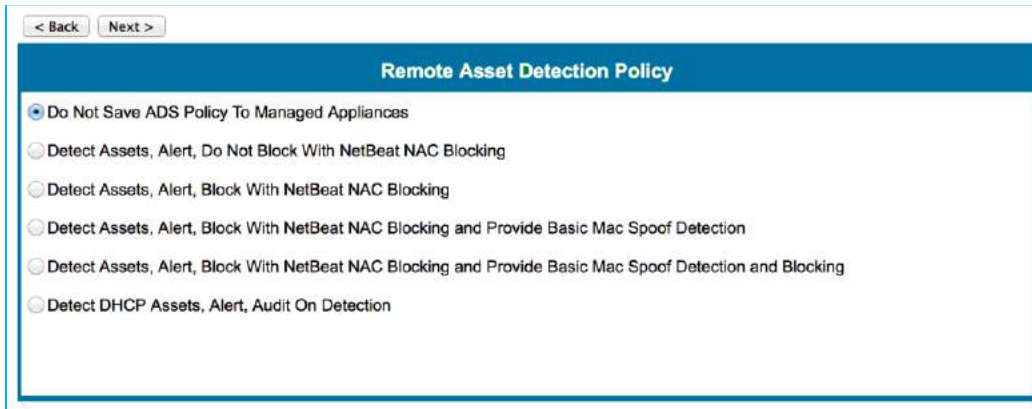 < Back Next >
Remote Asset Detection Policy
Do Not Save ADS Policy To Managed Appliances
Detect Assets, Alert, Do Not Block With NetBeat NAC Blocking
Detect Assets, Alert, Block With NetBeat NAC Blocking
Detect Assets, Alert, Block With NetBeat NAC Blocking and Provide Basic Mac Spoof Detection
Detect Assets, Alert, Block With NetBeat NAC Blocking and Provide Basic Mac Spoof Detection and Blocking
Detect DHCP Assets, Alert, Audit On Detection